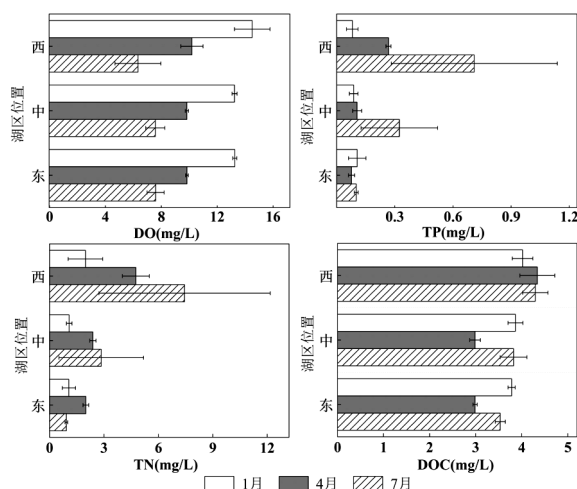 湖区位置
西
中
东
0 4 8 12 16
DO(mg/L)
湖区位置
西
中
东
0.3 0.6 0.9 1.2
TP(mg/L)
湖区位置
西
中
东
0 3 6 9 12
TN(mg/L)
湖区位置
西
中
东
0 1 2 3 4 5
DOC(mg/L)
1月 4月 7月